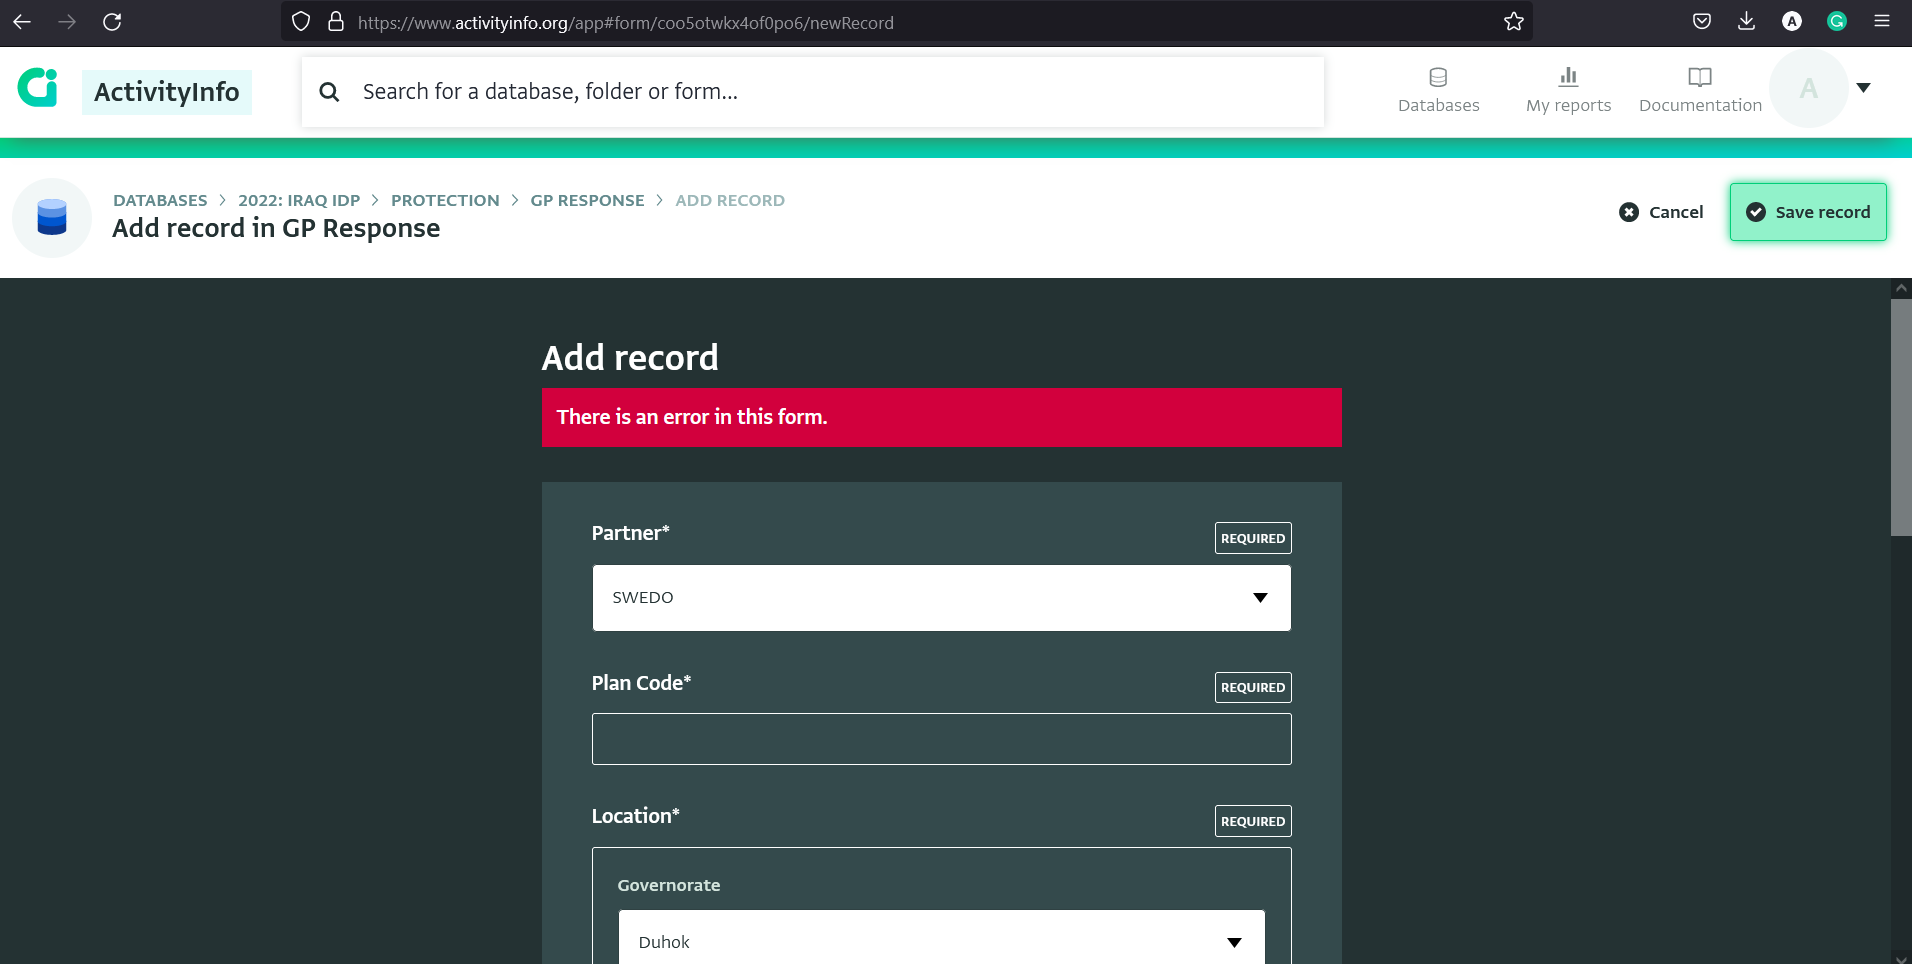 https://www.activityinfo.org/app#form/coo5otwkx4of0po6/newRecord
A
G
ActivityInfo
Search for a database, folder or form...
Databases
My reports
Documentation
A
DATABASES > 2022: IRAQ IDP > PROTECTION > GP RESPONSE > ADD RECORD
Add record in GP Response
Cancel
Save record
Add record
There is an error in this form.
Partner*
REQUIRED
SWEDO
Plan Code*
REQUIRED
Location*
REQUIRED
Governorate
Duhok